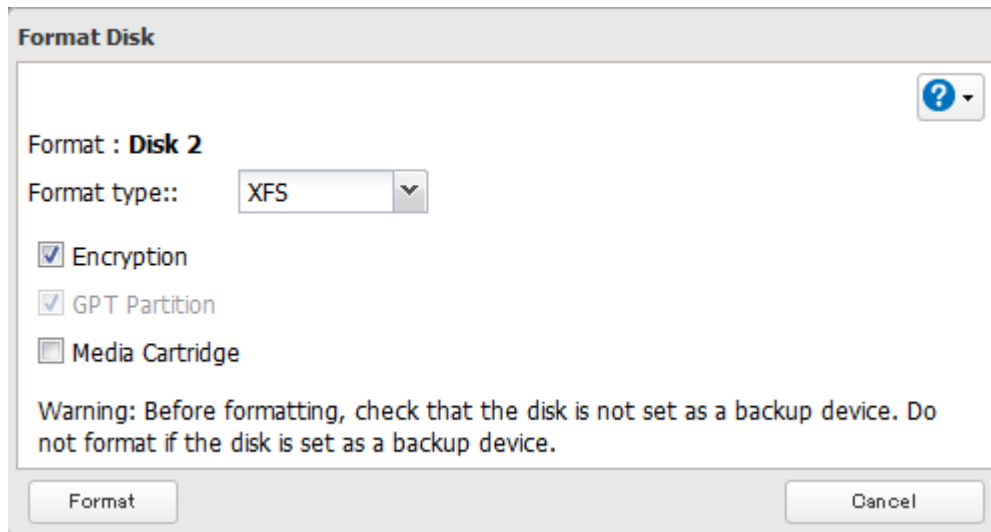 Format Disk
?
Format : Disk 2
Format type:: XFS
Encryption
GPT Partition
Media Cartridge
Warning: Before formatting, check that the disk is not set as a backup device. Do
not format if the disk is set as a backup device.
Format Cancel